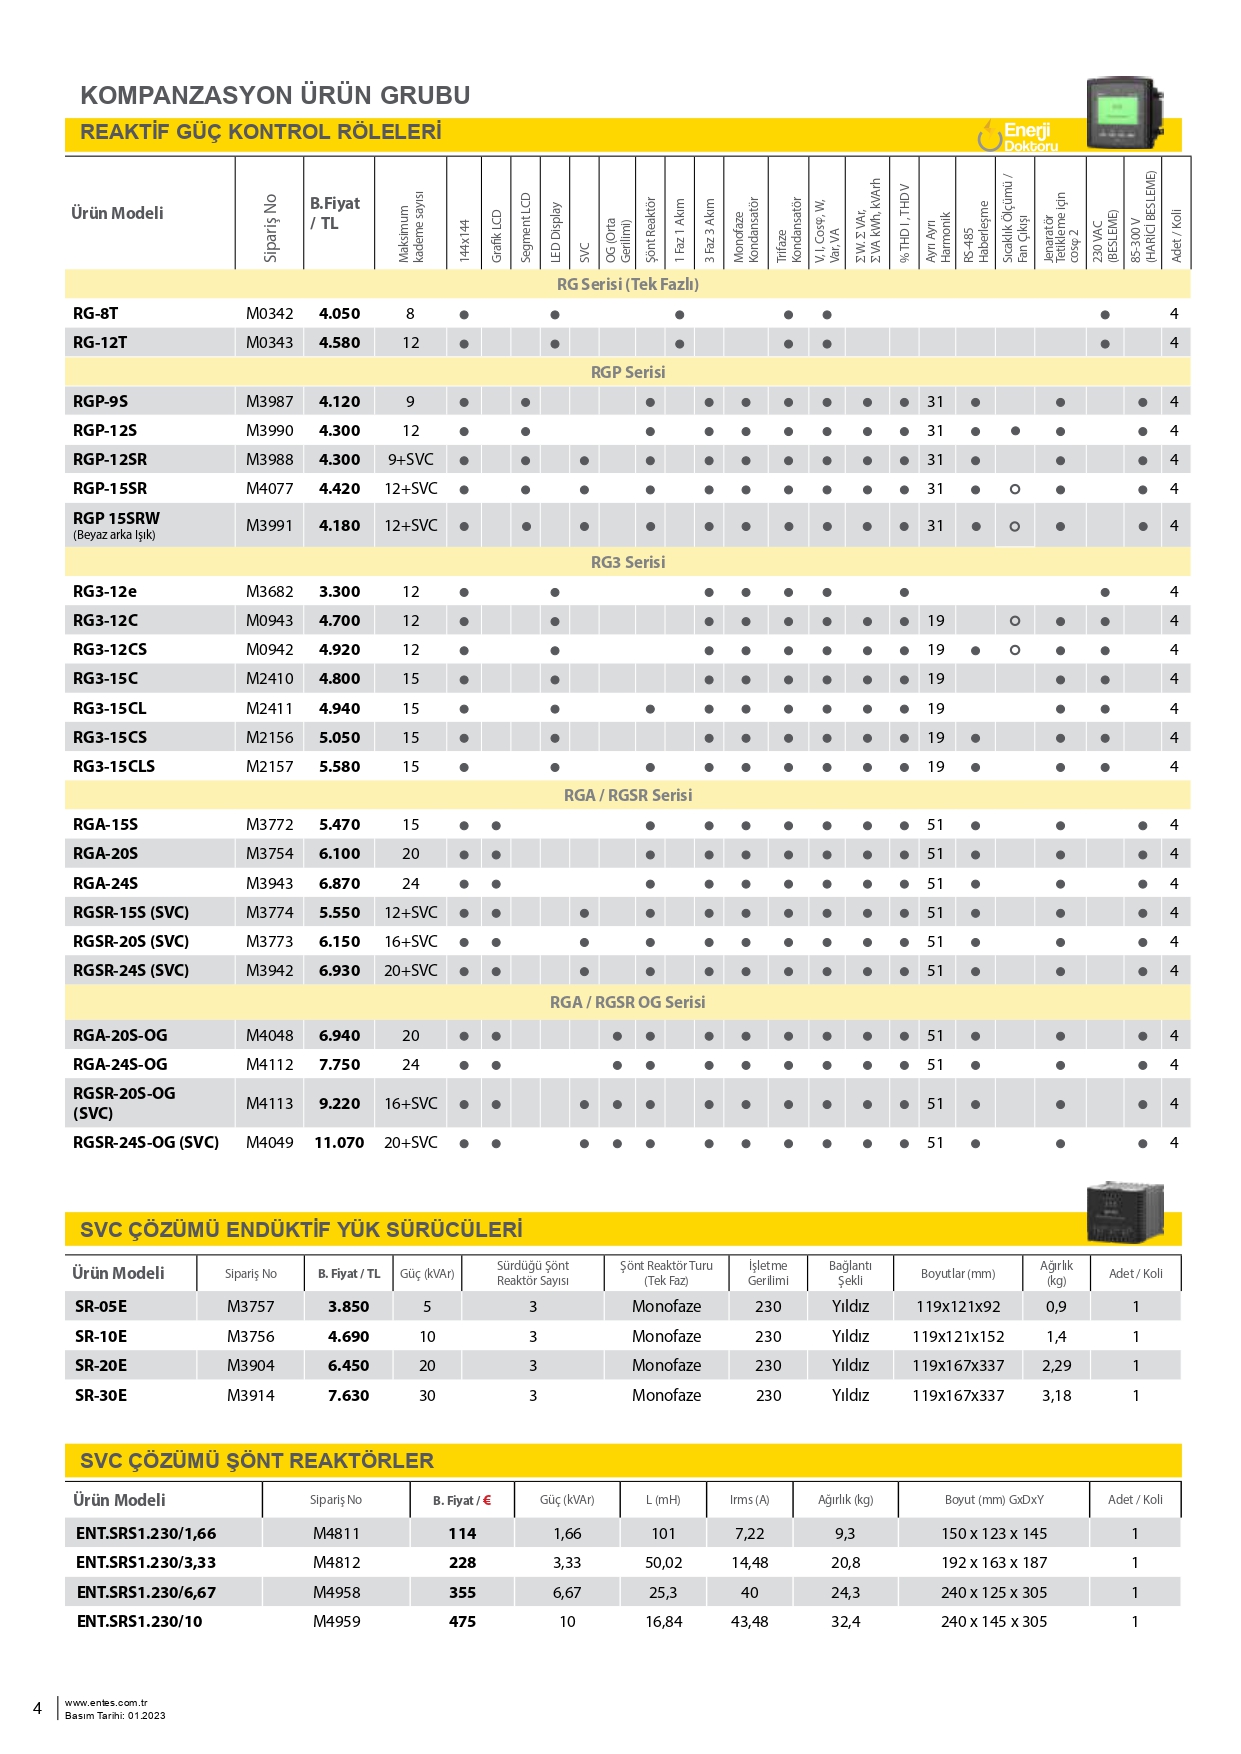 KOMPANZASYON ÜRÜN GRUBU
REAKTİF GÜÇ KONTROL RÖLELERİ
Enerji
Doktoru
Ürün Modeli | Sipariş No | B.Fiyat / TL | Maksimum kademe sayısı | 144x144 | Grafik LCD | Segment LCD | LED Display | SVC | OG (Orta Gerilimi) | Şönt Reaktör | 1 Faz 1 Akım | 3 Faz 3 Akım | Monofaze Kondansatör | Trifaze Kondansatör | V, I, Cosφ, W, Var, VA | Σ W. Σ VAr, Σ VA kWh, kVArh | % THD I , THD V | Ayrı Ayrı Harmonik | RS-485 Haberleşme | Sıcaklık Ölçümü / Fan Çıkışı | Jenaratör Tetikleme için cosφ 2 | 230 VAC (BESLEME) | 85-300 V (HARİCİ BESLEME) | Adet / Koli
RG Serisi (Tek Fazlı)
RG-8T M0342 4.050 8 ● ● ● ● ● ● 4
RG-12T M0343 4.580 12 ● ● ● ● ● ● 4
RGP Serisi
RGP-9S M3987 4.120 9 ● ● ● ● ● ● ● ● ● 31 ● ● ● 4
RGP-12S M3990 4.300 12 ● ● ● ● ● ● ● ● ● 31 ● ● ● ● 4
RGP-12SR M3988 4.300 9+SVC ● ● ● ● ● ● ● ● ● ● 31 ● ● ● 4
RGP-15SR M4077 4.420 12+SVC ● ● ● ● ● ● ● ● ● ● 31 ● ○ ● ● 4
RGP 15SRW M3991 4.180 12+SVC ● ● ● ● ● ● ● ● ● ● 31 ● ○ ● ● 4
(Beyaz arka Işık)
RG3 Serisi
RG3-12e M3682 3.300 12 ● ● ● ● ● ● ● ● 4
RG3-12C M0943 4.700 12 ● ● ● ● ● ● ● ● 19 ○ ● ● 4
RG3-12CS M0942 4.920 12 ● ● ● ● ● ● ● ● 19 ● ○ ● ● 4
RG3-15C M2410 4.800 15 ● ● ● ● ● ● ● ● 19 ● ● 4
RG3-15CL M2411 4.940 15 ● ● ● ● ● ● ● ● ● 19 ● ● 4
RG3-15CS M2156 5.050 15 ● ● ● ● ● ● ● ● 19 ● ● ● 4
RG3-15CLS M2157 5.580 15 ● ● ● ● ● ● ● ● ● 19 ● ● ● 4
RGA / RGSR Serisi
RGA-15S M3772 5.470 15 ● ● ● ● ● ● ● ● ● 51 ● ● ● 4
RGA-20S M3754 6.100 20 ● ● ● ● ● ● ● ● ● 51 ● ● ● 4
RGA-24S M3943 6.870 24 ● ● ● ● ● ● ● ● ● 51 ● ● ● 4
RGSR-15S (SVC) M3774 5.550 12+SVC ● ● ● ● ● ● ● ● ● ● 51 ● ● ● 4
RGSR-20S (SVC) M3773 6.150 16+SVC ● ● ● ● ● ● ● ● ● ● 51 ● ● ● 4
RGSR-24S (SVC) M3942 6.930 20+SVC ● ● ● ● ● ● ● ● ● ● 51 ● ● ● 4
RGA / RGSR OG Serisi
RGA-20S-OG M4048 6.940 20 ● ● ● ● ● ● ● ● ● ● 51 ● ● ● 4
RGA-24S-OG M4112 7.750 24 ● ● ● ● ● ● ● ● ● ● 51 ● ● ● 4
RGSR-20S-OG
(SVC) M4113 9.220 16+SVC ● ● ● ● ● ● ● ● ● ● ● 51 ● ● ● 4
RGSR-24S-OG (SVC) M4049 11.070 20+SVC ● ● ● ● ● ● ● ● ● ● ● 51 ● ● ● 4
SVC ÇÖZÜMÜ ENDÜKTİF YÜK SÜRÜCÜLERİ
Ürün Modeli | Sipariş No | B. Fiyat / TL | Güç (kVAr) | Sürdüğü Şönt Reaktör Sayısı | Şönt Reaktör Turu (Tek Faz) | İşletme Gerilimi | Bağlantı Şekli | Boyutlar (mm) | Ağırlık (kg) | Adet / Koli
SR-05E M3757 3.850 5 3 Monofaze 230 Yıldız 119x121x92 0,9 1
SR-10E M3756 4.690 10 3 Monofaze 230 Yıldız 119x121x152 1,4 1
SR-20E M3904 6.450 20 3 Monofaze 230 Yıldız 119x167x337 2,29 1
SR-30E M3914 7.630 30 3 Monofaze 230 Yıldız 119x167x337 3,18 1
SVC ÇÖZÜMÜ ŞÖNT REAKTÖRLER
Ürün Modeli | Sipariş No | B. Fiyat / € | Güç (kVAr) | L (mH) | Irms (A) | Ağırlık (kg) | Boyut (mm) GxDxY | Adet / Koli
ENT.SRS1.230/1,66 M4811 114 1,66 101 7,22 9,3 150 x 123 x 145 1
ENT.SRS1.230/3,33 M4812 228 3,33 50,02 14,48 20,8 192 x 163 x 187 1
ENT.SRS1.230/6,67 M4958 355 6,67 25,3 40 24,3 240 x 125 x 305 1
ENT.SRS1.230/10 M4959 475 10 16,84 43,48 32,4 240 x 145 x 305 1
4
www.entes.com.tr
Basım Tarihi: 01.2023